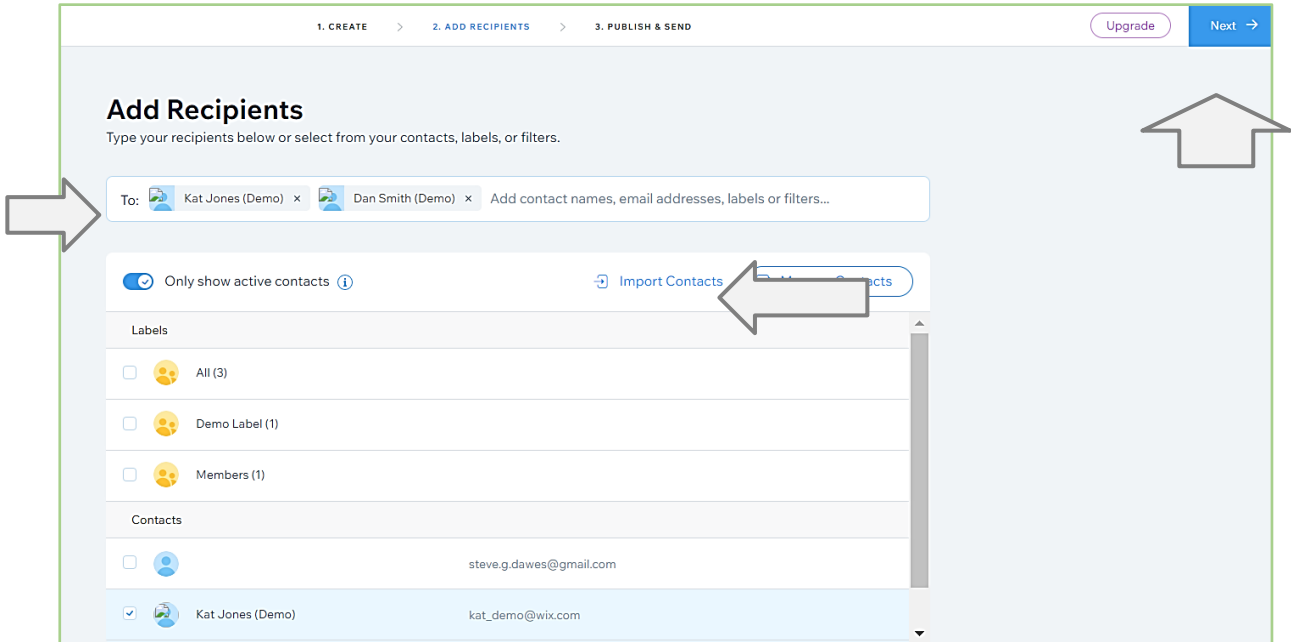 1. CREATE > 2. ADD RECIPIENTS > 3. PUBLISH & SEND Upgrade Next →
Add Recipients
Type your recipients below or select from your contacts, labels, or filters.
To: Kat Jones (Demo) × Dan Smith (Demo) × Add contact names, email addresses, labels or filters...
Only show active contacts i Import Contacts
Labels
All (3)
Demo Label (1)
Members (1)
Contacts
steve.g.dawes@gmail.com
Kat Jones (Demo) kat_demo@wix.com